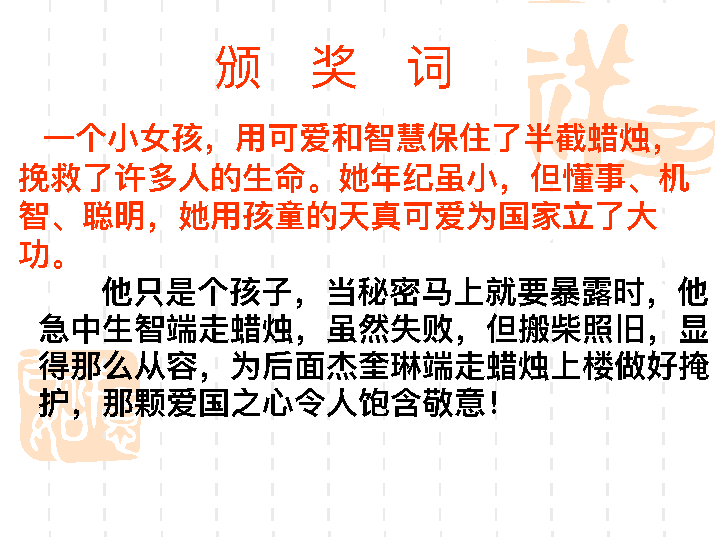 颁 奖 词
一个小女孩，用可爱和智慧保住了半截蜡烛，
挽救了许多人的生命。她年纪虽小，但懂事、机
智、聪明，她用孩童的天真可爱为国家立了大
功。
他只是个孩子，当秘密马上就要暴露时，他
急中生智端走蜡烛，虽然失败，但搬柴照旧，显
得那么从容，为后面杰奎琳端走蜡烛上楼做好掩
护，那颗爱国之心令人饱含敬意！